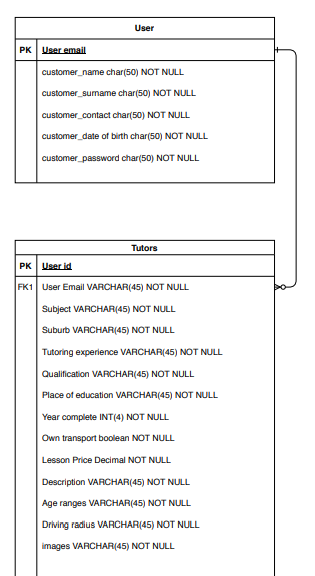 User
PK User email
customer_name char(50) NOT NULL
customer_surname char(50) NOT NULL
customer_contact char(50) NOT NULL
customer_date of birth char(50) NOT NULL
customer_password char(50) NOT NULL
Tutors
PK User id
FK1 User Email VARCHAR(45) NOT NULL
Subject VARCHAR(45) NOT NULL
Suburb VARCHAR(45) NOT NULL
Tutoring experience VARCHAR(45) NOT NULL
Qualification VARCHAR(45) NOT NULL
Place of education VARCHAR(45) NOT NULL
Year complete INT(4) NOT NULL
Own transport boolean NOT NULL
Lesson Price Decimal NOT NULL
Description VARCHAR(45) NOT NULL
Age ranges VARCHAR(45) NOT NULL
Driving radius VARCHAR(45) NOT NULL
images VARCHAR(45) NOT NULL